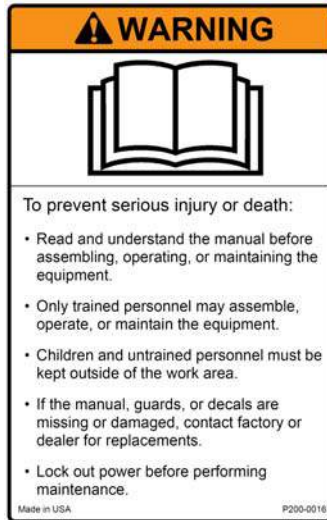 WARNING
To prevent serious injury or death:
• Read and understand the manual before
assembling, operating, or maintaining the
equipment.
• Only trained personnel may assemble,
operate, or maintain the equipment.
• Children and untrained personnel must be
kept outside of the work area.
• If the manual, guards, or decals are
missing or damaged, contact factory or
dealer for replacements.
• Lock out power before performing
maintenance.
Made in USA P200-0016